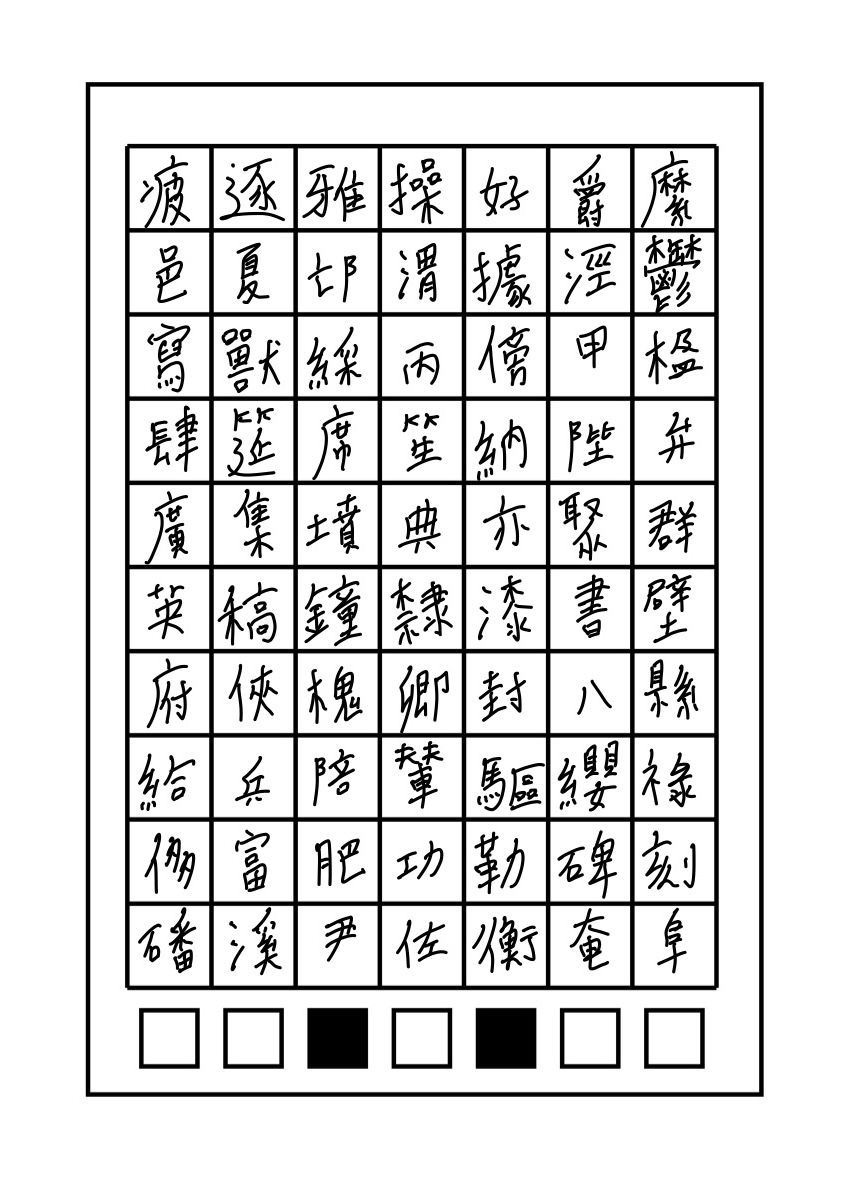 疲逐雅操好爵縻
邑夏邙渭據涇鬱
寫獸綵丙傍甲楹
肆筵席笙納陛弁
廣集墳典亦聚群
英稿鐘隸漆書壁
府俠槐卿封八縣
給兵陪輦驅纓祿
侈富肥功勒碑刻
磻溪尹佐衡奄阜